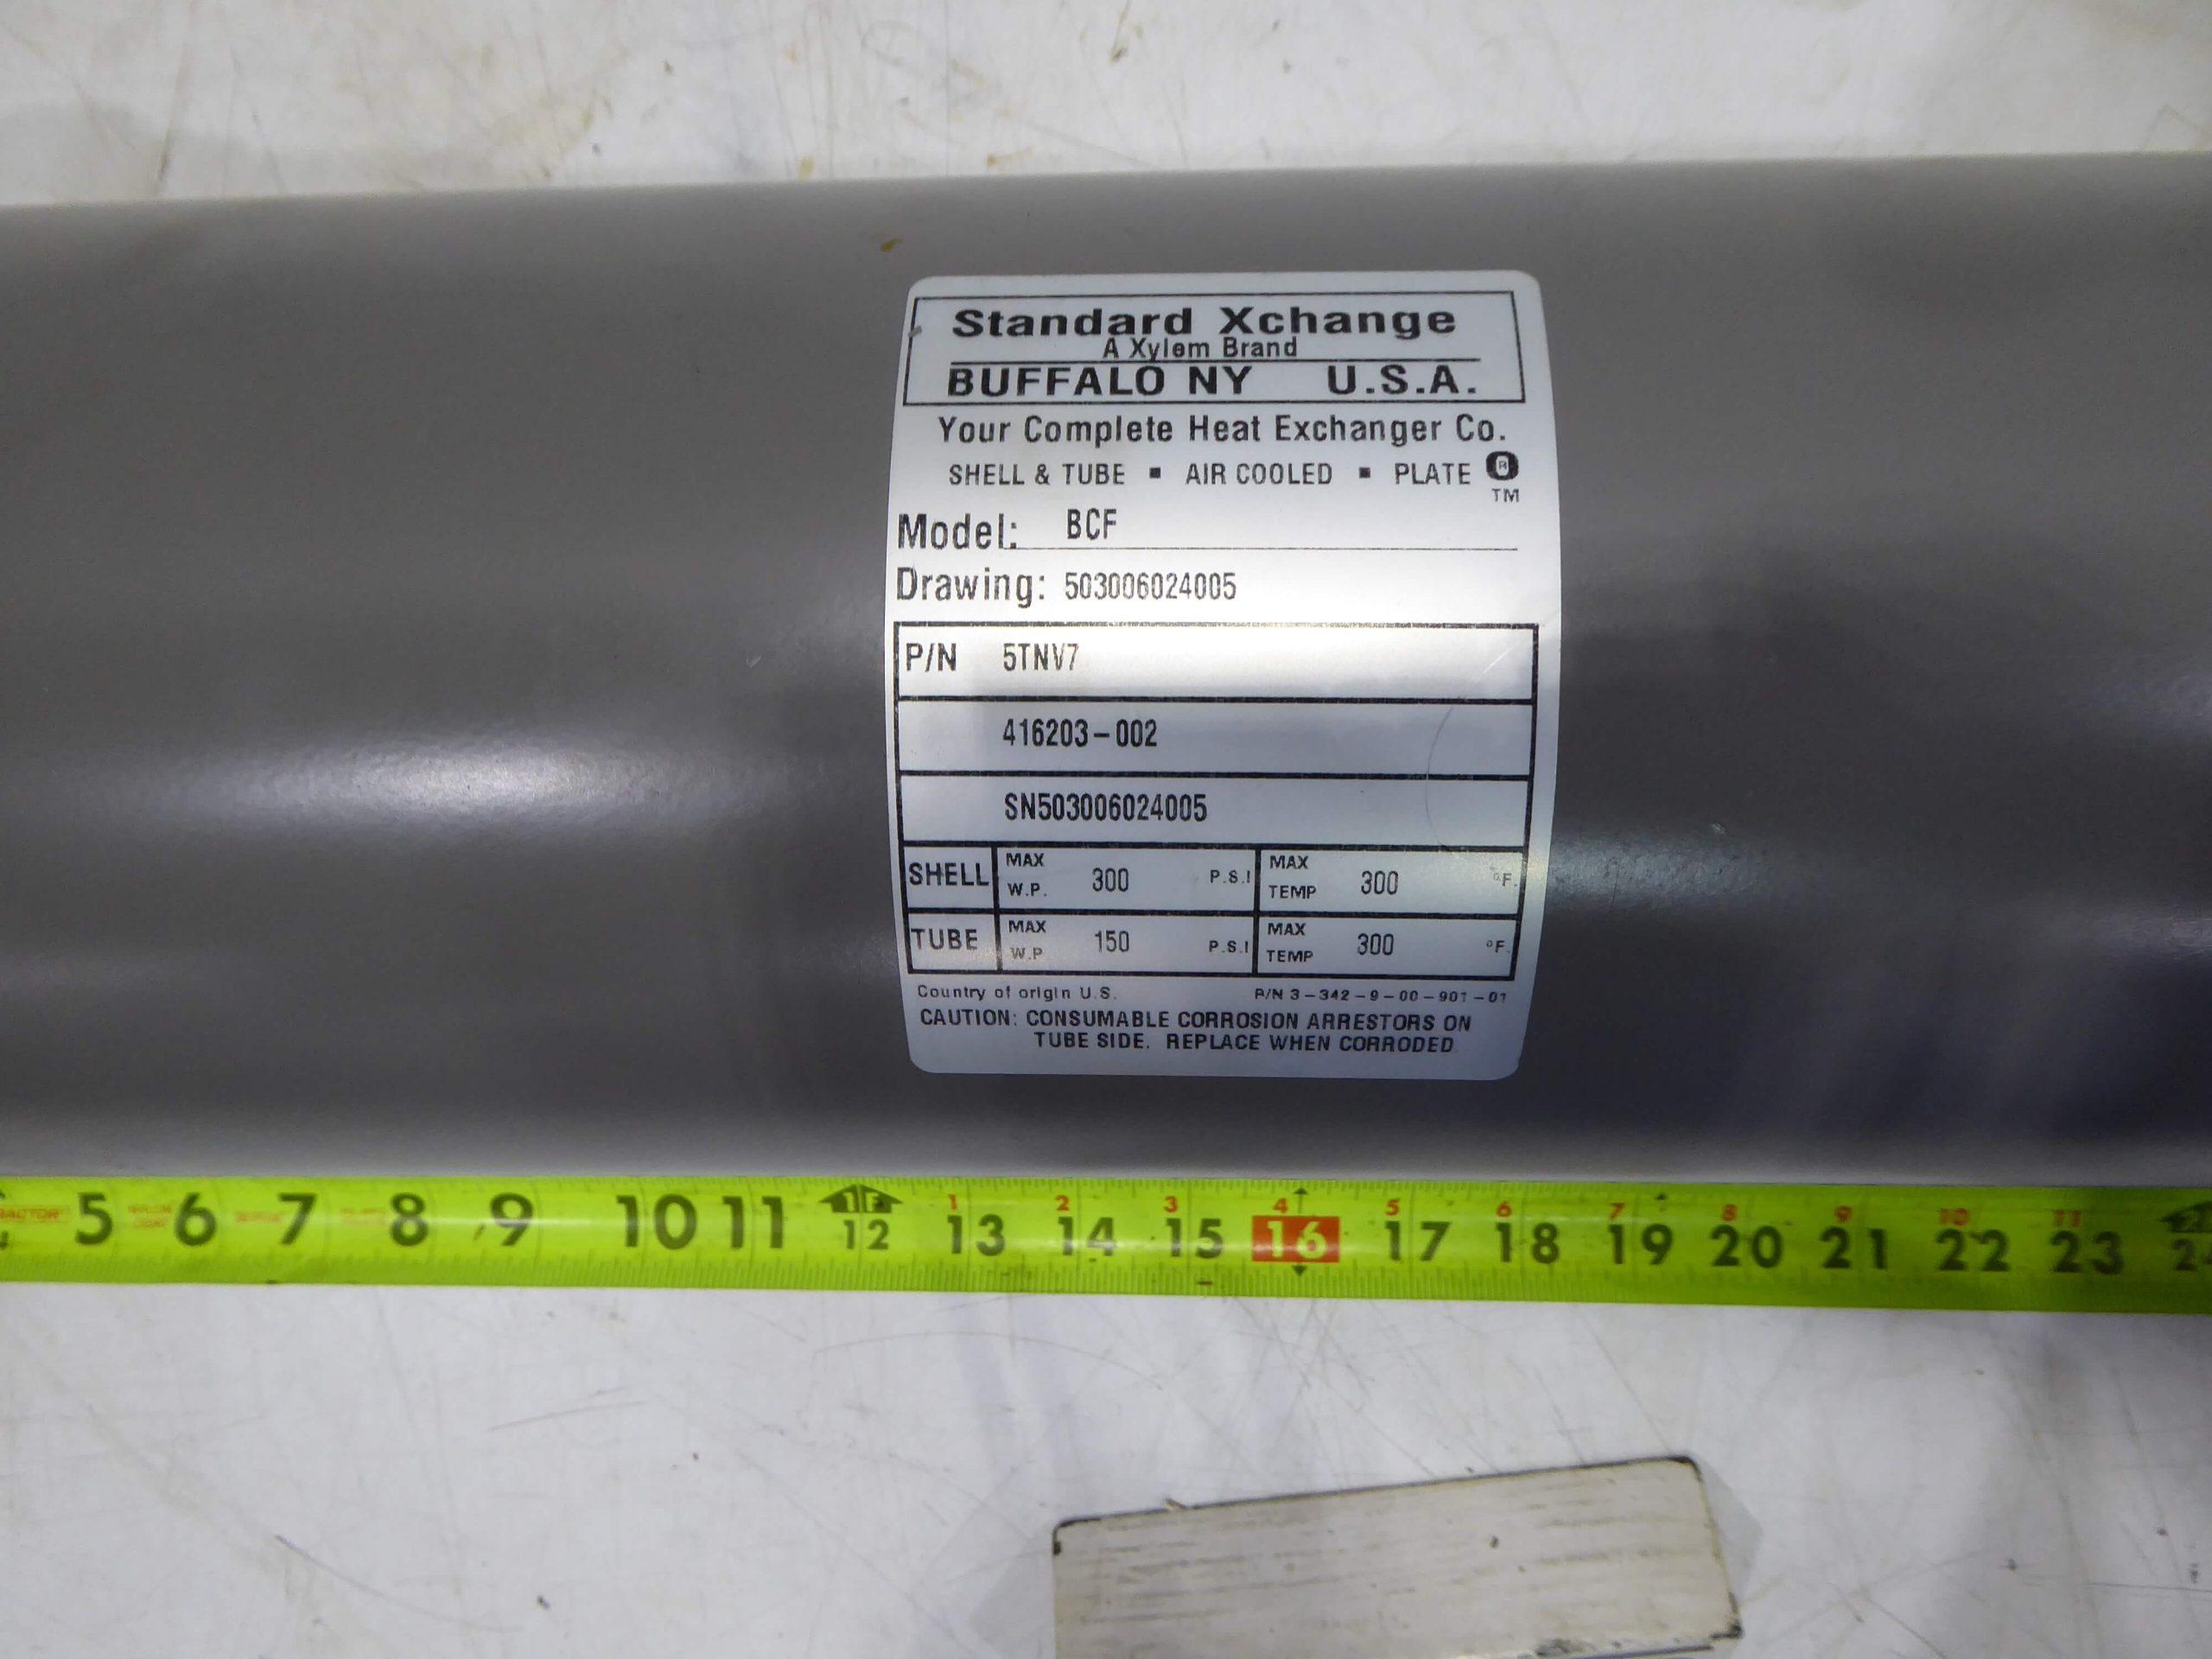 Standard Xchange
A Xylem Brand
BUFFALO NY U.S.A.
Your Complete Heat Exchanger Co.
SHELL & TUBE ▪ AIR COOLED ▪ PLATE ®
TM
Model: BCF
Drawing: 503006024005
P/N 5TNV7
416203-002
SN503006024005
SHELL MAX W.P. 300 P.S.I MAX TEMP 300 °F.
TUBE MAX W.P 150 P.S.I MAX TEMP 300 °F.
Country of origin U.S. P/N 3-342-9-00-901-01
CAUTION: CONSUMABLE CORROSION ARRESTORS ON
TUBE SIDE. REPLACE WHEN CORRODED
1F 1 2 3 4 5 6 7 8 9 10 11
5 6 7 8 9 10 11 12 13 14 15 16 17 18 19 20 21 22 23